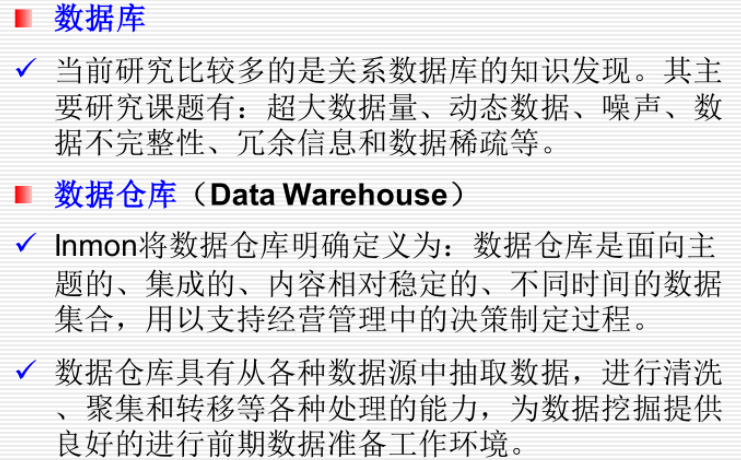 数据库
当前研究比较多的是关系数据库的知识发现。其主
要研究课题有：超大数据量、动态数据、噪声、数
据不完整性、冗余信息和数据稀疏等。
数据仓库（Data Warehouse）
Inmon将数据仓库明确定义为：数据仓库是面向主
题的、集成的、内容相对稳定的、不同时间的数据
集合，用以支持经营管理中的决策制定过程。
数据仓库具有从各种数据源中抽取数据，进行清洗
、聚集和转移等各种处理的能力，为数据挖掘提供
良好的进行前期数据准备工作环境。